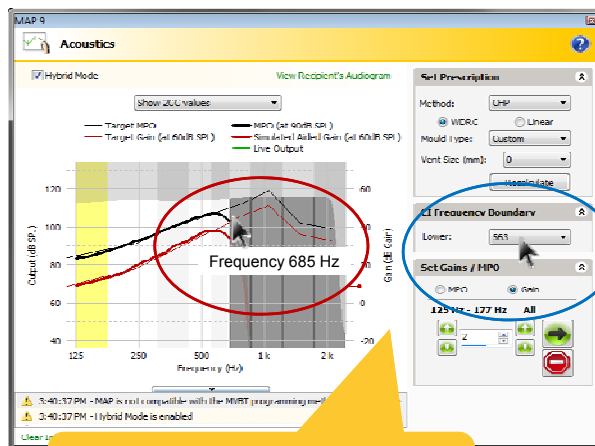 MAP 9
Acoustics
Hybrid Mode
View Recipient's Audiogram
Show 2CC values
Target MPO
MPO (at 90dB SPL)
Target Gain (at 60dB SPL)
Simulated Aided Gain (at 60dB SPL)
Live Output
Output (dB SPL)
120
100
80
60
40
60
0
-20
Gain (dB Gain)
Frequency 685 Hz
125
250
500
1 k
2 k
Frequency (Hz)
3:40:37 PM - MAP is not compatible with the MVBT programming
3:40:37 PM - Hybrid Mode is enabled
Clear
Set Prescription
Method:
WDRC
Linear
Mould Type:
Custom
Vent Size (mm):
0
Recalculate
CI Frequency Boundary
Lower:
563
Set Gains / MPO
MPO
Gain
125 Hz - 177 Hz
All
2